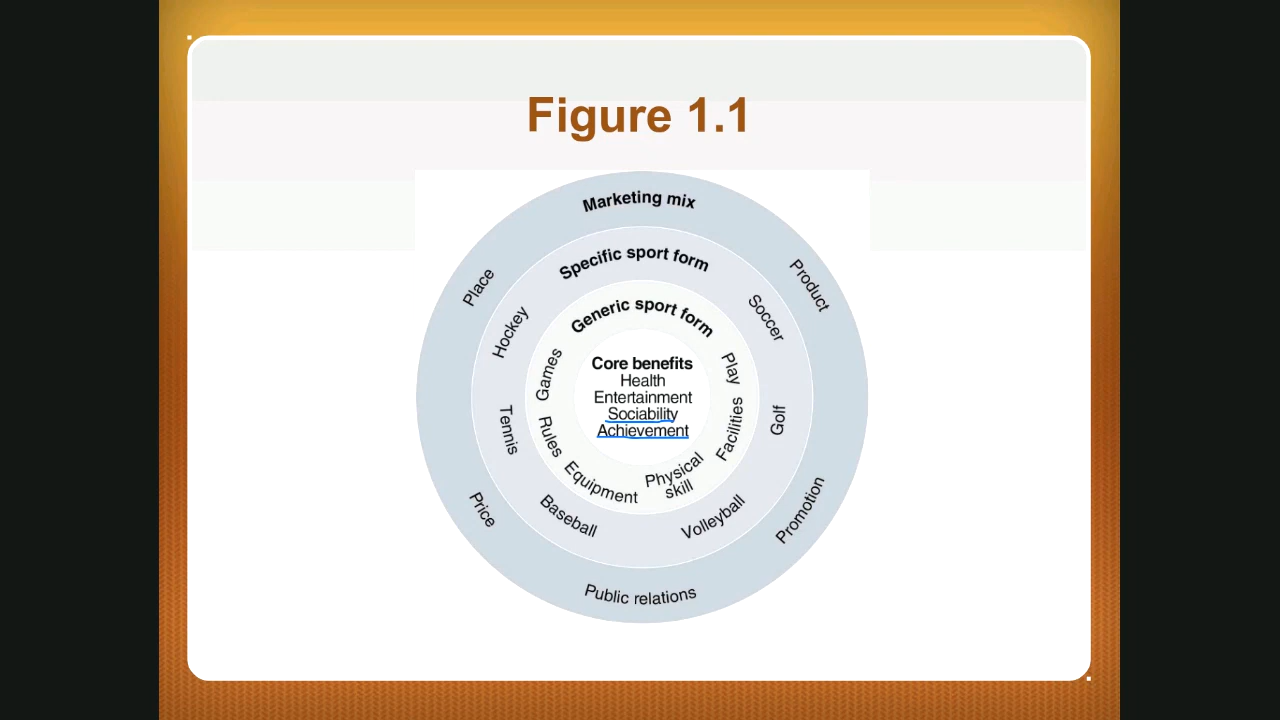 Figure 1.1
Marketing mix
Product
Promotion
Public relations
Price
Place
Specific sport form
Soccer
Golf
Volleyball
Baseball
Tennis
Hockey
Generic sport form
Play
Facilities
Physical
skill
Equipment
Rules
Games
Core benefits
Health
Entertainment
Sociability
Achievement